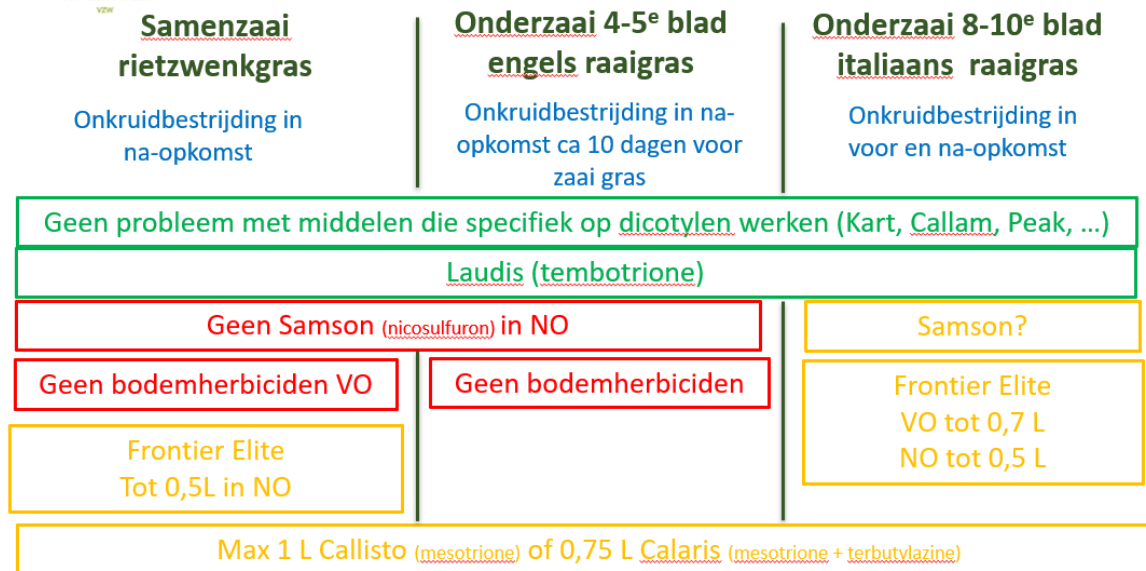 vzw
Samenzaai
rietzwenkgras
Onkruidbestrijding in
na-opkomst
Onderzaai 4-5e blad
engels raaigras
Onkruidbestrijding in na-
opkomst ca 10 dagen voor
zaai gras
Onderzaai 8-10e blad
italiaans raaigras
Onkruidbestrijding in
voor en na-opkomst
Geen probleem met middelen die specifiek op dicotylen werken (Kart, Callam, Peak, ...)
Laudis (tembotrione)
Geen Samson (nicosulfuron) in NO
Samson?
Geen bodemherbiciden VO
Geen bodemherbiciden
Frontier Elite
VO tot 0,7 L
NO tot 0,5 L
Frontier Elite
Tot 0,5L in NO
Max 1 L Callisto (mesotrione) of 0,75 L Calaris (mesotrione + terbutylazine)